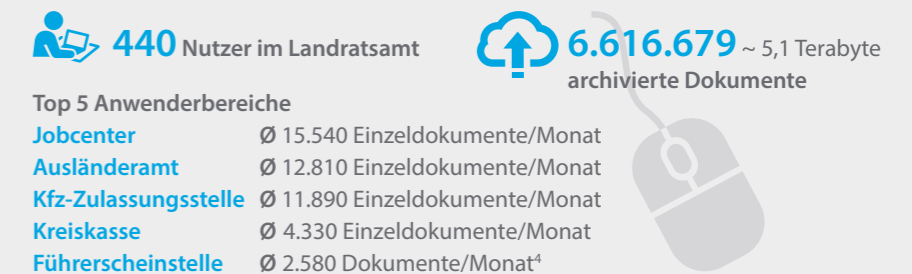 440 Nutzer im Landratsamt
6.616.679 ~ 5,1 Terabyte
archivierte Dokumente
Top 5 Anwenderbereiche
Jobcenter Ø 15.540 Einzeldokumente/Monat
Ausländeramt Ø 12.810 Einzeldokumente/Monat
Kfz-Zulassungsstelle Ø 11.890 Einzeldokumente/Monat
Kreiskasse Ø 4.330 Einzeldokumente/Monat
Führerscheinstelle Ø 2.580 Dokumente/Monat⁴